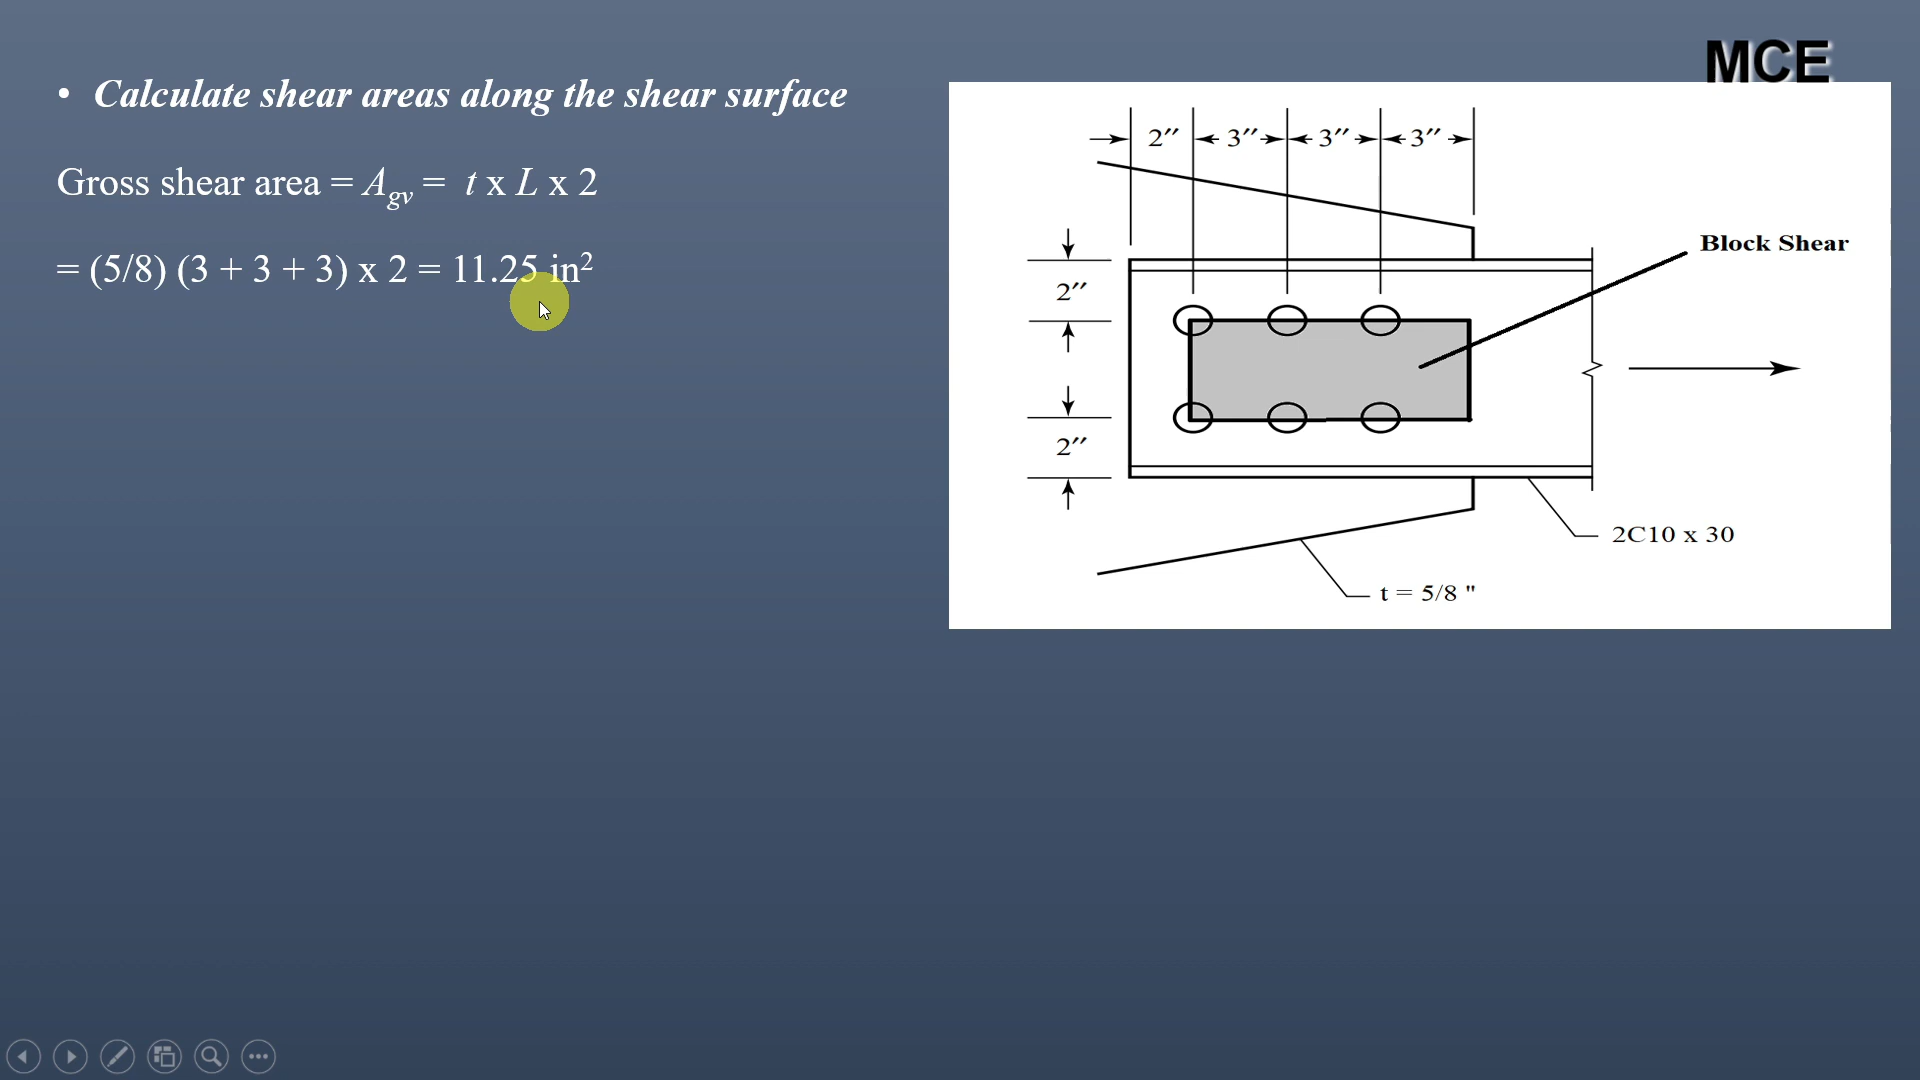 MCE
• Calculate shear areas along the shear surface
Gross shear area = Agv = t x L x 2
= (5/8) (3 + 3 + 3) x 2 = 11.25 in²
2″ 3″ 3″ 3″
Block Shear
2″
2″
2C10 x 30
t = 5/8 "